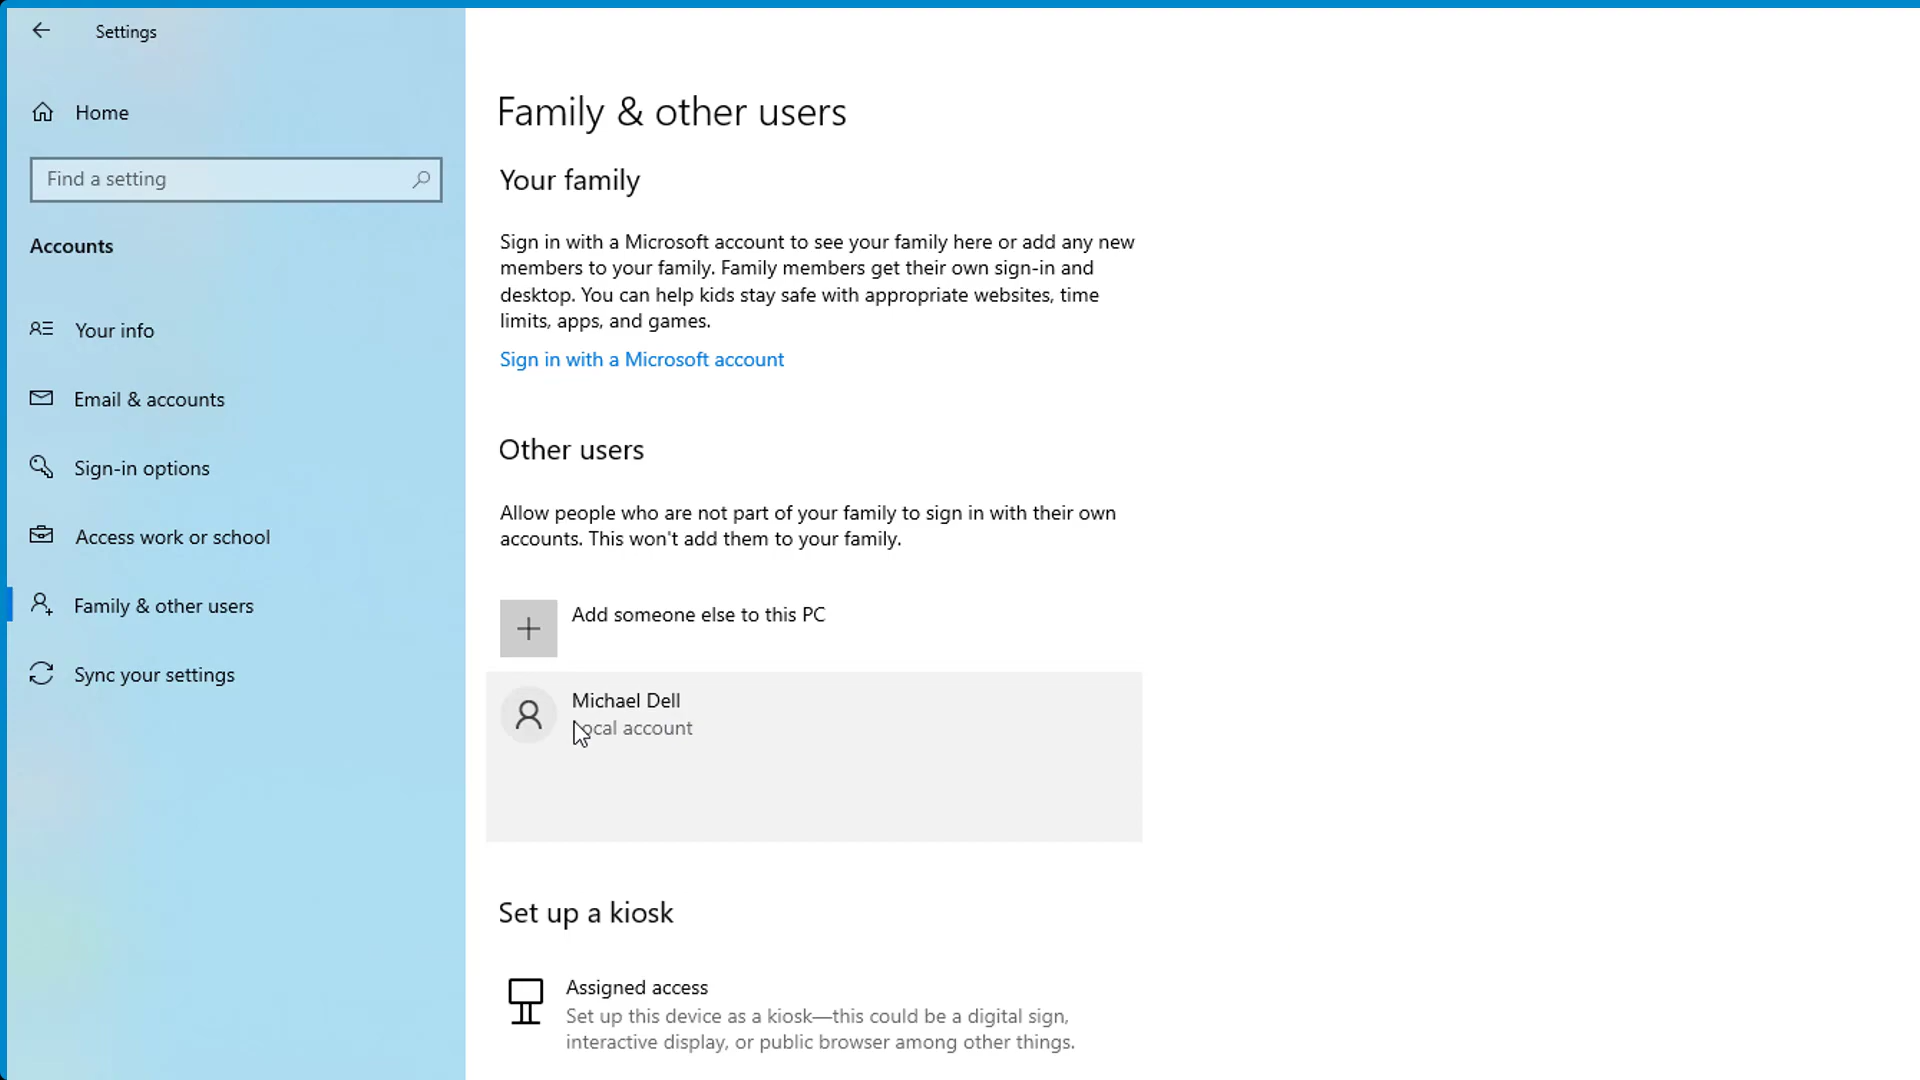 Settings
Home
Find a setting
Accounts
Your info
Email & accounts
Sign-in options
Access work or school
Family & other users
Sync your settings
Family & other users
Your family
Sign in with a Microsoft account to see your family here or add any new
members to your family. Family members get their own sign-in and
desktop. You can help kids stay safe with appropriate websites, time
limits, apps, and games.
Sign in with a Microsoft account
Other users
Allow people who are not part of your family to sign in with their own
accounts. This won't add them to your family.
Add someone else to this PC
Michael Dell
Local account
Set up a kiosk
Assigned access
Set up this device as a kiosk—this could be a digital sign,
interactive display, or public browser among other things.